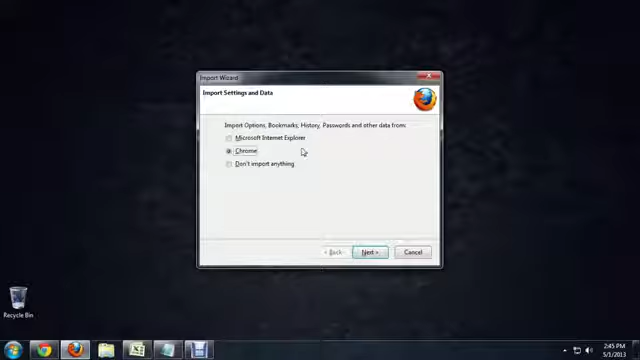 Import Wizard
Import Settings and Data
Import Options, Bookmarks, History, Passwords and other data from:
Microsoft Internet Explorer
Chrome
Don't import anything
< Back
Next >
Cancel
Recycle Bin
2:45 PM
5/1/2013